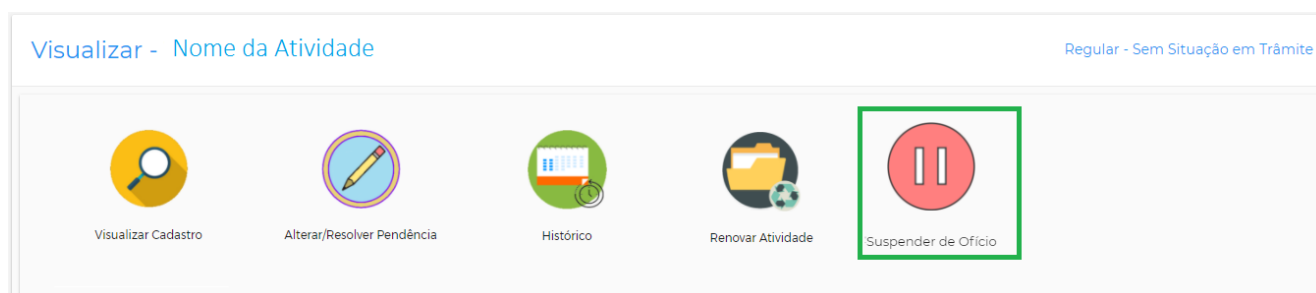 Visualizar - Nome da Atividade
Regular - Sem Situação em Trâmite
Visualizar Cadastro
Alterar/Resolver Pendência
Histórico
Renovar Atividade
Suspender de Ofício